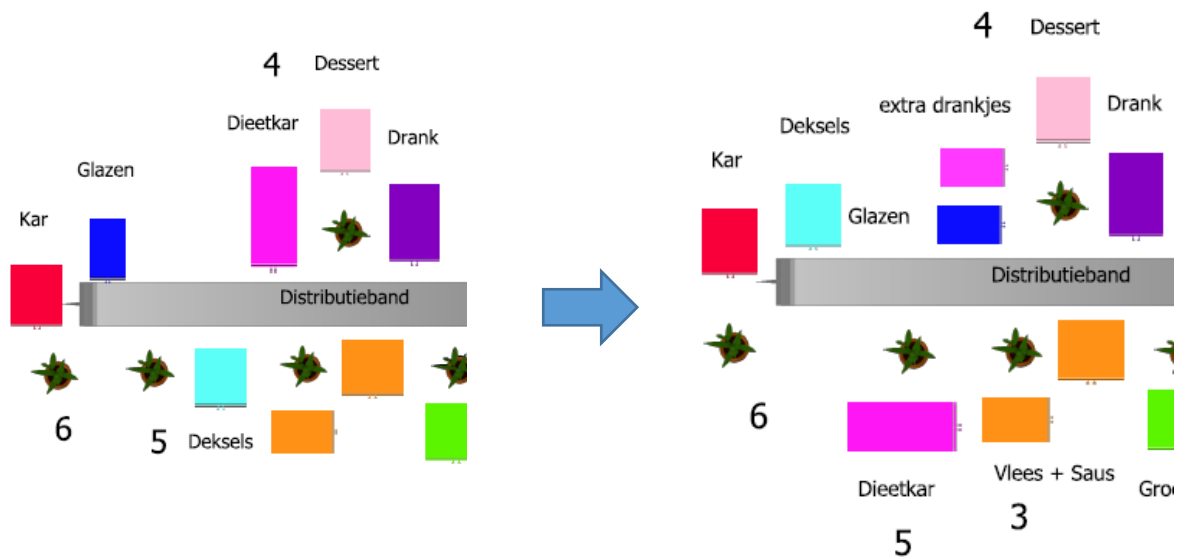 4
Dessert
Dieetkar
Drank
Glazen
Kar
Distributieband
6
5
Deksels
4
Dessert
extra drankjes
Drank
Deksels
Kar
Glazen
Distributieband
6
Vlees + Saus
Dieetkar
Groe
3
5